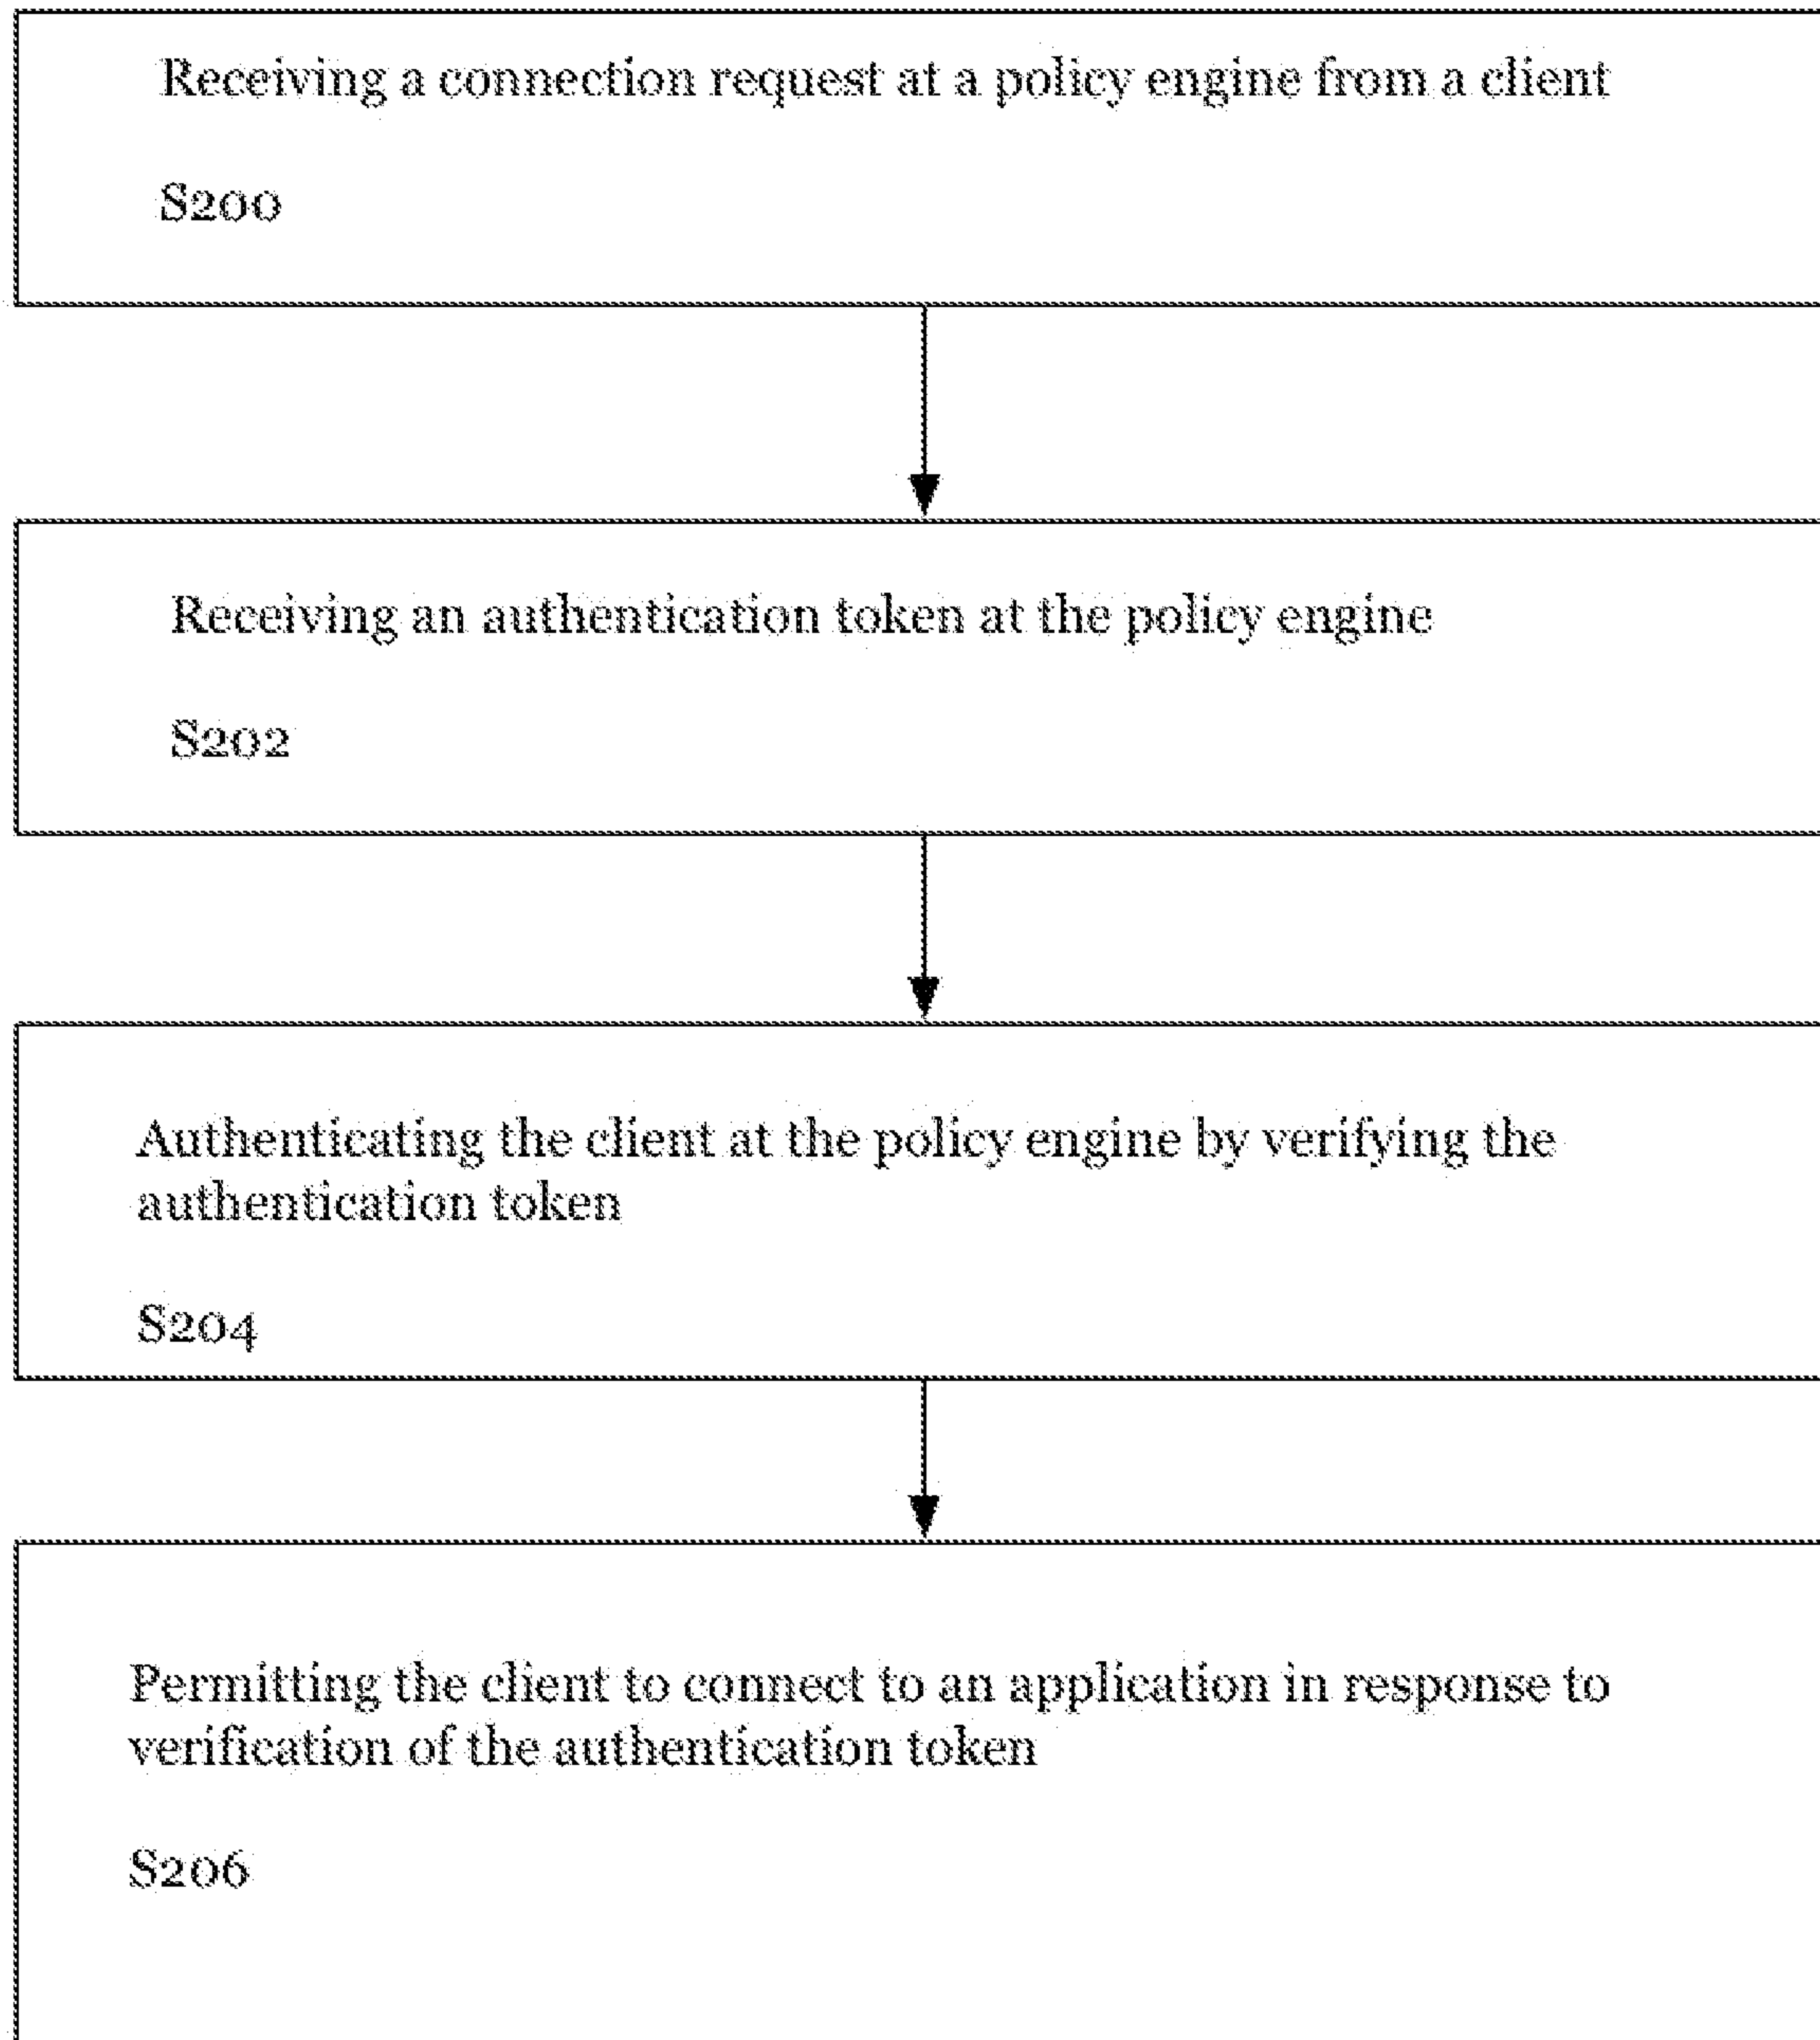 Receiving a connection request at a policy engine from a client
S200
Receiving an authentication token at the policy engine
S202
Authenticating the client at the policy engine by verifying the
authentication token
S204
Permitting the client to connect to an application in response to
verification of the authentication token
S206